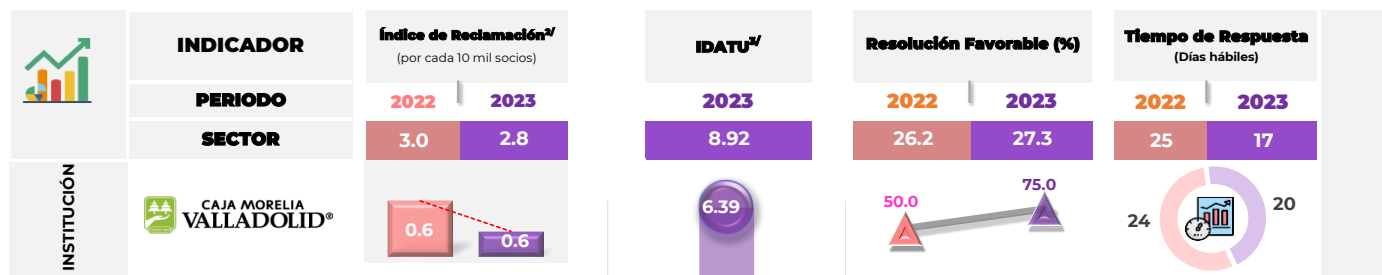 INDICADOR
Índice de Reclamación2/
(por cada 10 mil socios)
IDATU3/
Resolución Favorable (%)
Tiempo de Respuesta
(Días hábiles)
PERIODO
2022
2023
2023
2022
2023
2022
2023
SECTOR
3.0
2.8
8.92
26.2
27.3
25
17
INSTITUCIÓN
CAJA MORELIA
VALLADOLID®
0.6
0.6
6.39
50.0
75.0
24
20